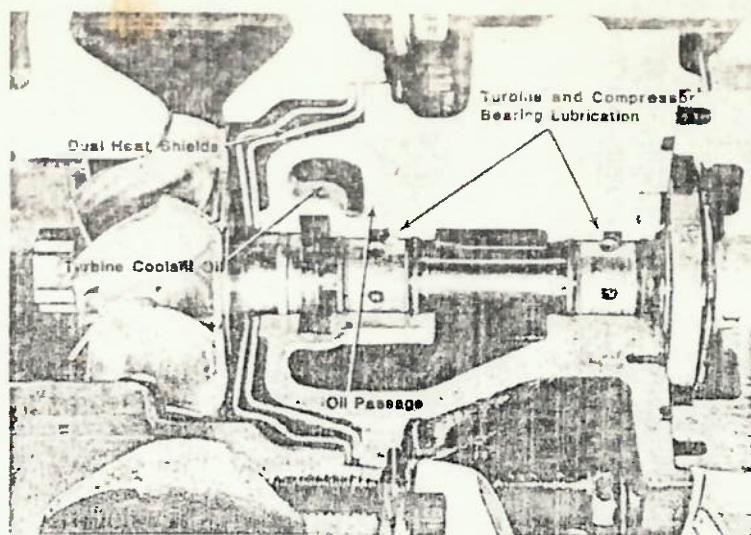 Turbine and Compressor
Bearing Lubrication
Dual Heat Shields
Turbine Coolant Oil
Oil Passage